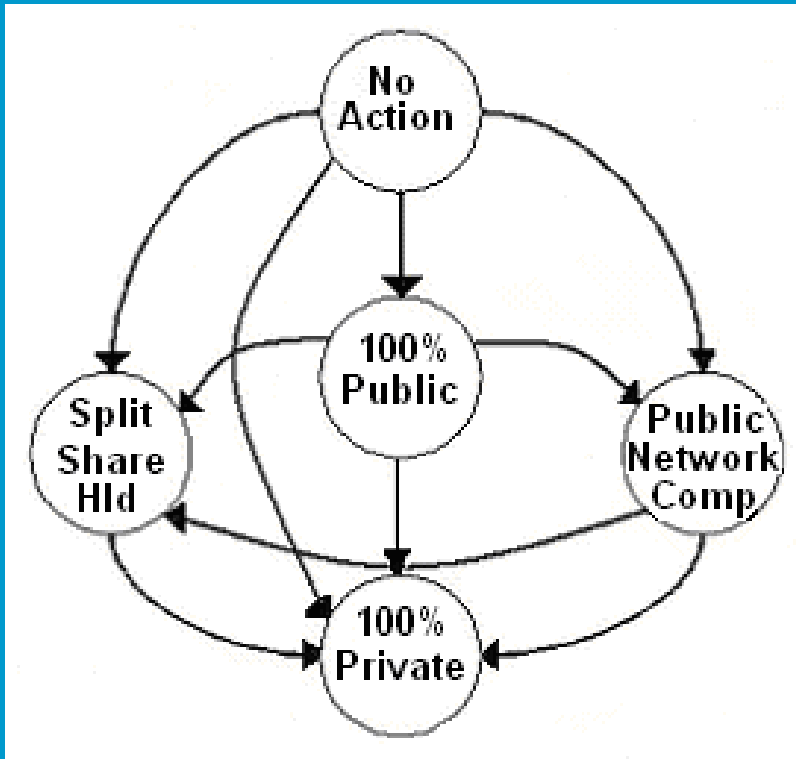 No
Action
100%
Public
Split
Share
Hld
Public
Network
Comp
100%
Private